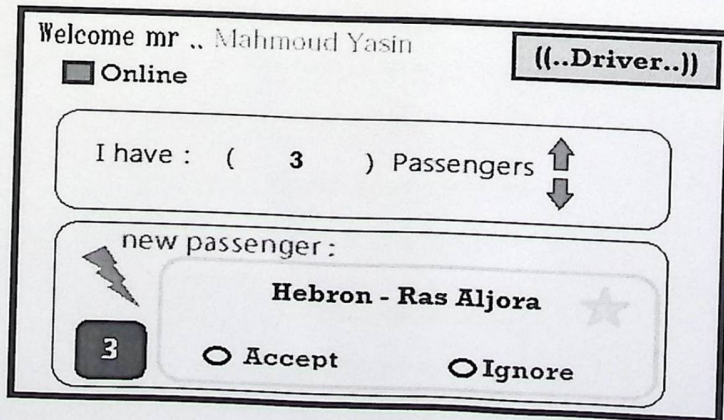 Welcome mr .. Mahmoud Yasin
((..Driver..))
Online
I have : ( 3 ) Passengers
new passenger :
Hebron - Ras Aljora
3
Accept
Ignore